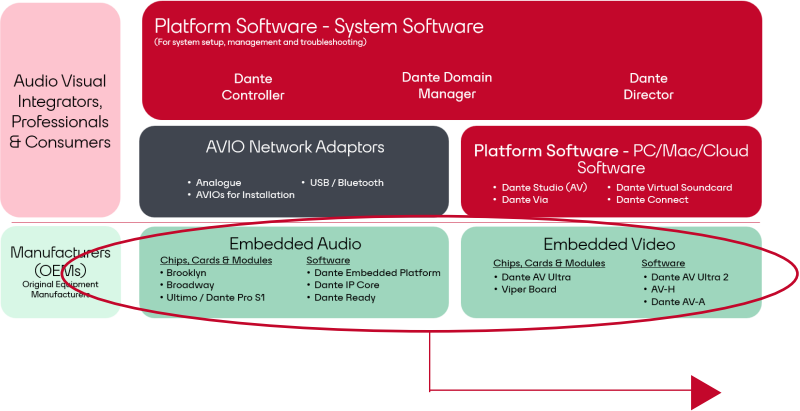 Audio Visual
Integrators,
Professionals
& Consumers
Platform Software - System Software
(For system setup, management and troubleshooting)
Dante
Controller
Dante Domain
Manager
Dante
Director
AVIO Network Adaptors
• Analogue
• AVIOs for Installation
• USB / Bluetooth
Platform Software - PC/Mac/Cloud
Software
• Dante Studio (AV)
• Dante Via
• Dante Virtual Soundcard
• Dante Connect
Manufacturers
(OEMs)
Original Equipment
Manufacturers
Embedded Audio
Chips, Cards & Modules
• Brooklyn
• Broadway
• Ultimo / Dante Pro S1
Software
• Dante Embedded Platform
• Dante IP Core
• Dante Ready
Embedded Video
Chips, Cards & Modules
• Dante AV Ultra
• Viper Board
Software
• Dante AV Ultra 2
• AV-H
• Dante AV-A